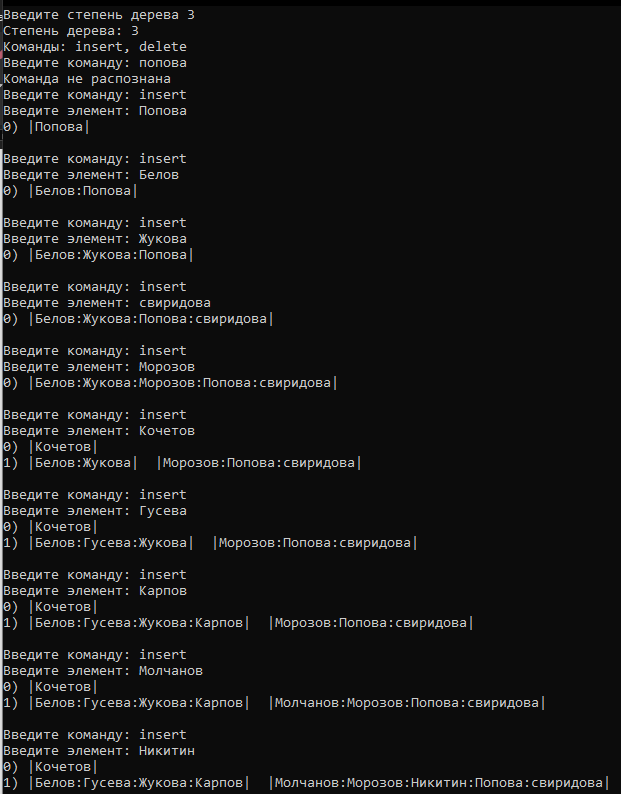 Введите степень дерева 3
Степень дерева: 3
Команды: insert, delete
Введите команду: попова
Команда не распознана
Введите команду: insert
Введите элемент: Попова
0) |Попова|
Введите команду: insert
Введите элемент: Белов
0) |Белов:Попова|
Введите команду: insert
Введите элемент: Жукова
0) |Белов:Жукова:Попова|
Введите команду: insert
Введите элемент: свиридова
0) |Белов:Жукова:Попова:свиридова|
Введите команду: insert
Введите элемент: Морозов
0) |Белов:Жукова:Морозов:Попова:свиридова|
Введите команду: insert
Введите элемент: Кочетов
0) |Кочетов|
1) |Белов:Жукова|  |Морозов:Попова:свиридова|
Введите команду: insert
Введите элемент: Гусева
0) |Кочетов|
1) |Белов:Гусева:Жукова|  |Морозов:Попова:свиридова|
Введите команду: insert
Введите элемент: Карпов
0) |Кочетов|
1) |Белов:Гусева:Жукова:Карпов|  |Морозов:Попова:свиридова|
Введите команду: insert
Введите элемент: Молчанов
0) |Кочетов|
1) |Белов:Гусева:Жукова:Карпов|  |Молчанов:Морозов:Попова:свиридова|
Введите команду: insert
Введите элемент: Никитин
0) |Кочетов|
1) |Белов:Гусева:Жукова:Карпов|  |Молчанов:Морозов:Никитин:Попова:свиридова|